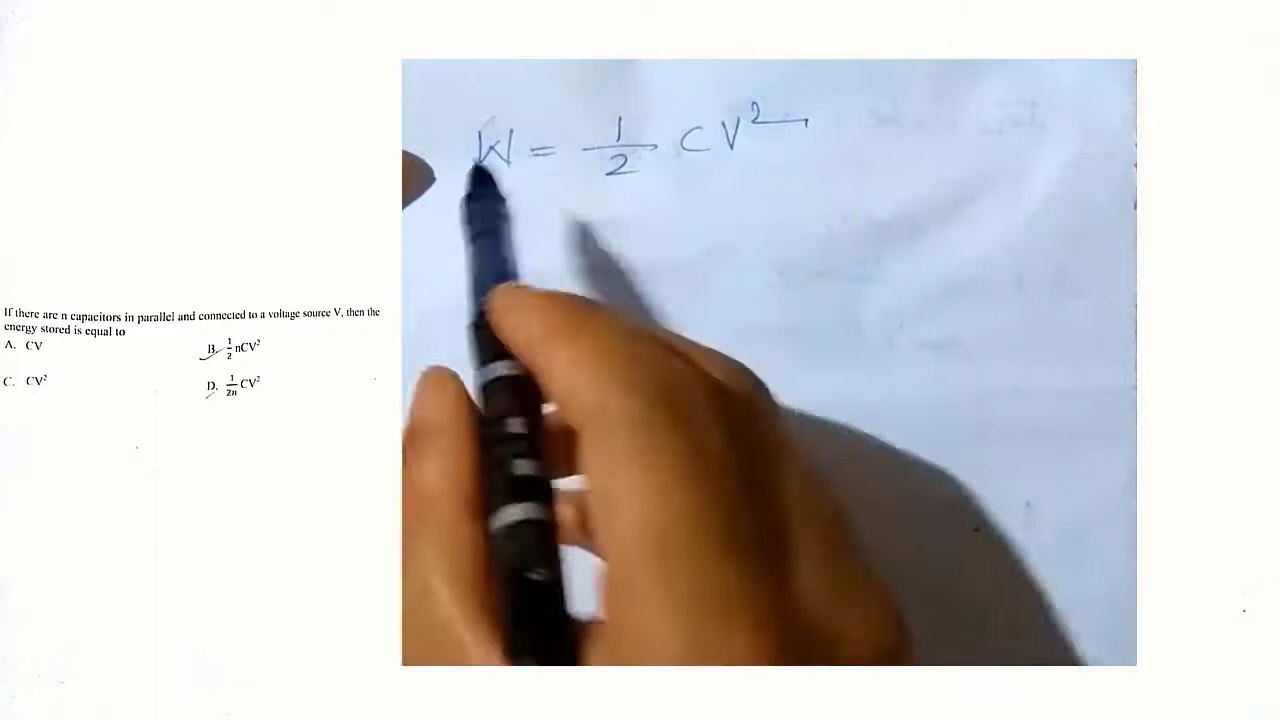 If there are n capacitors in parallel and connected to a voltage source V, then the
energy stored is equal to
A. CV
B. 1/2 nCV²
C. CV²
D. 1/2n CV²
W = 1/2 CV²